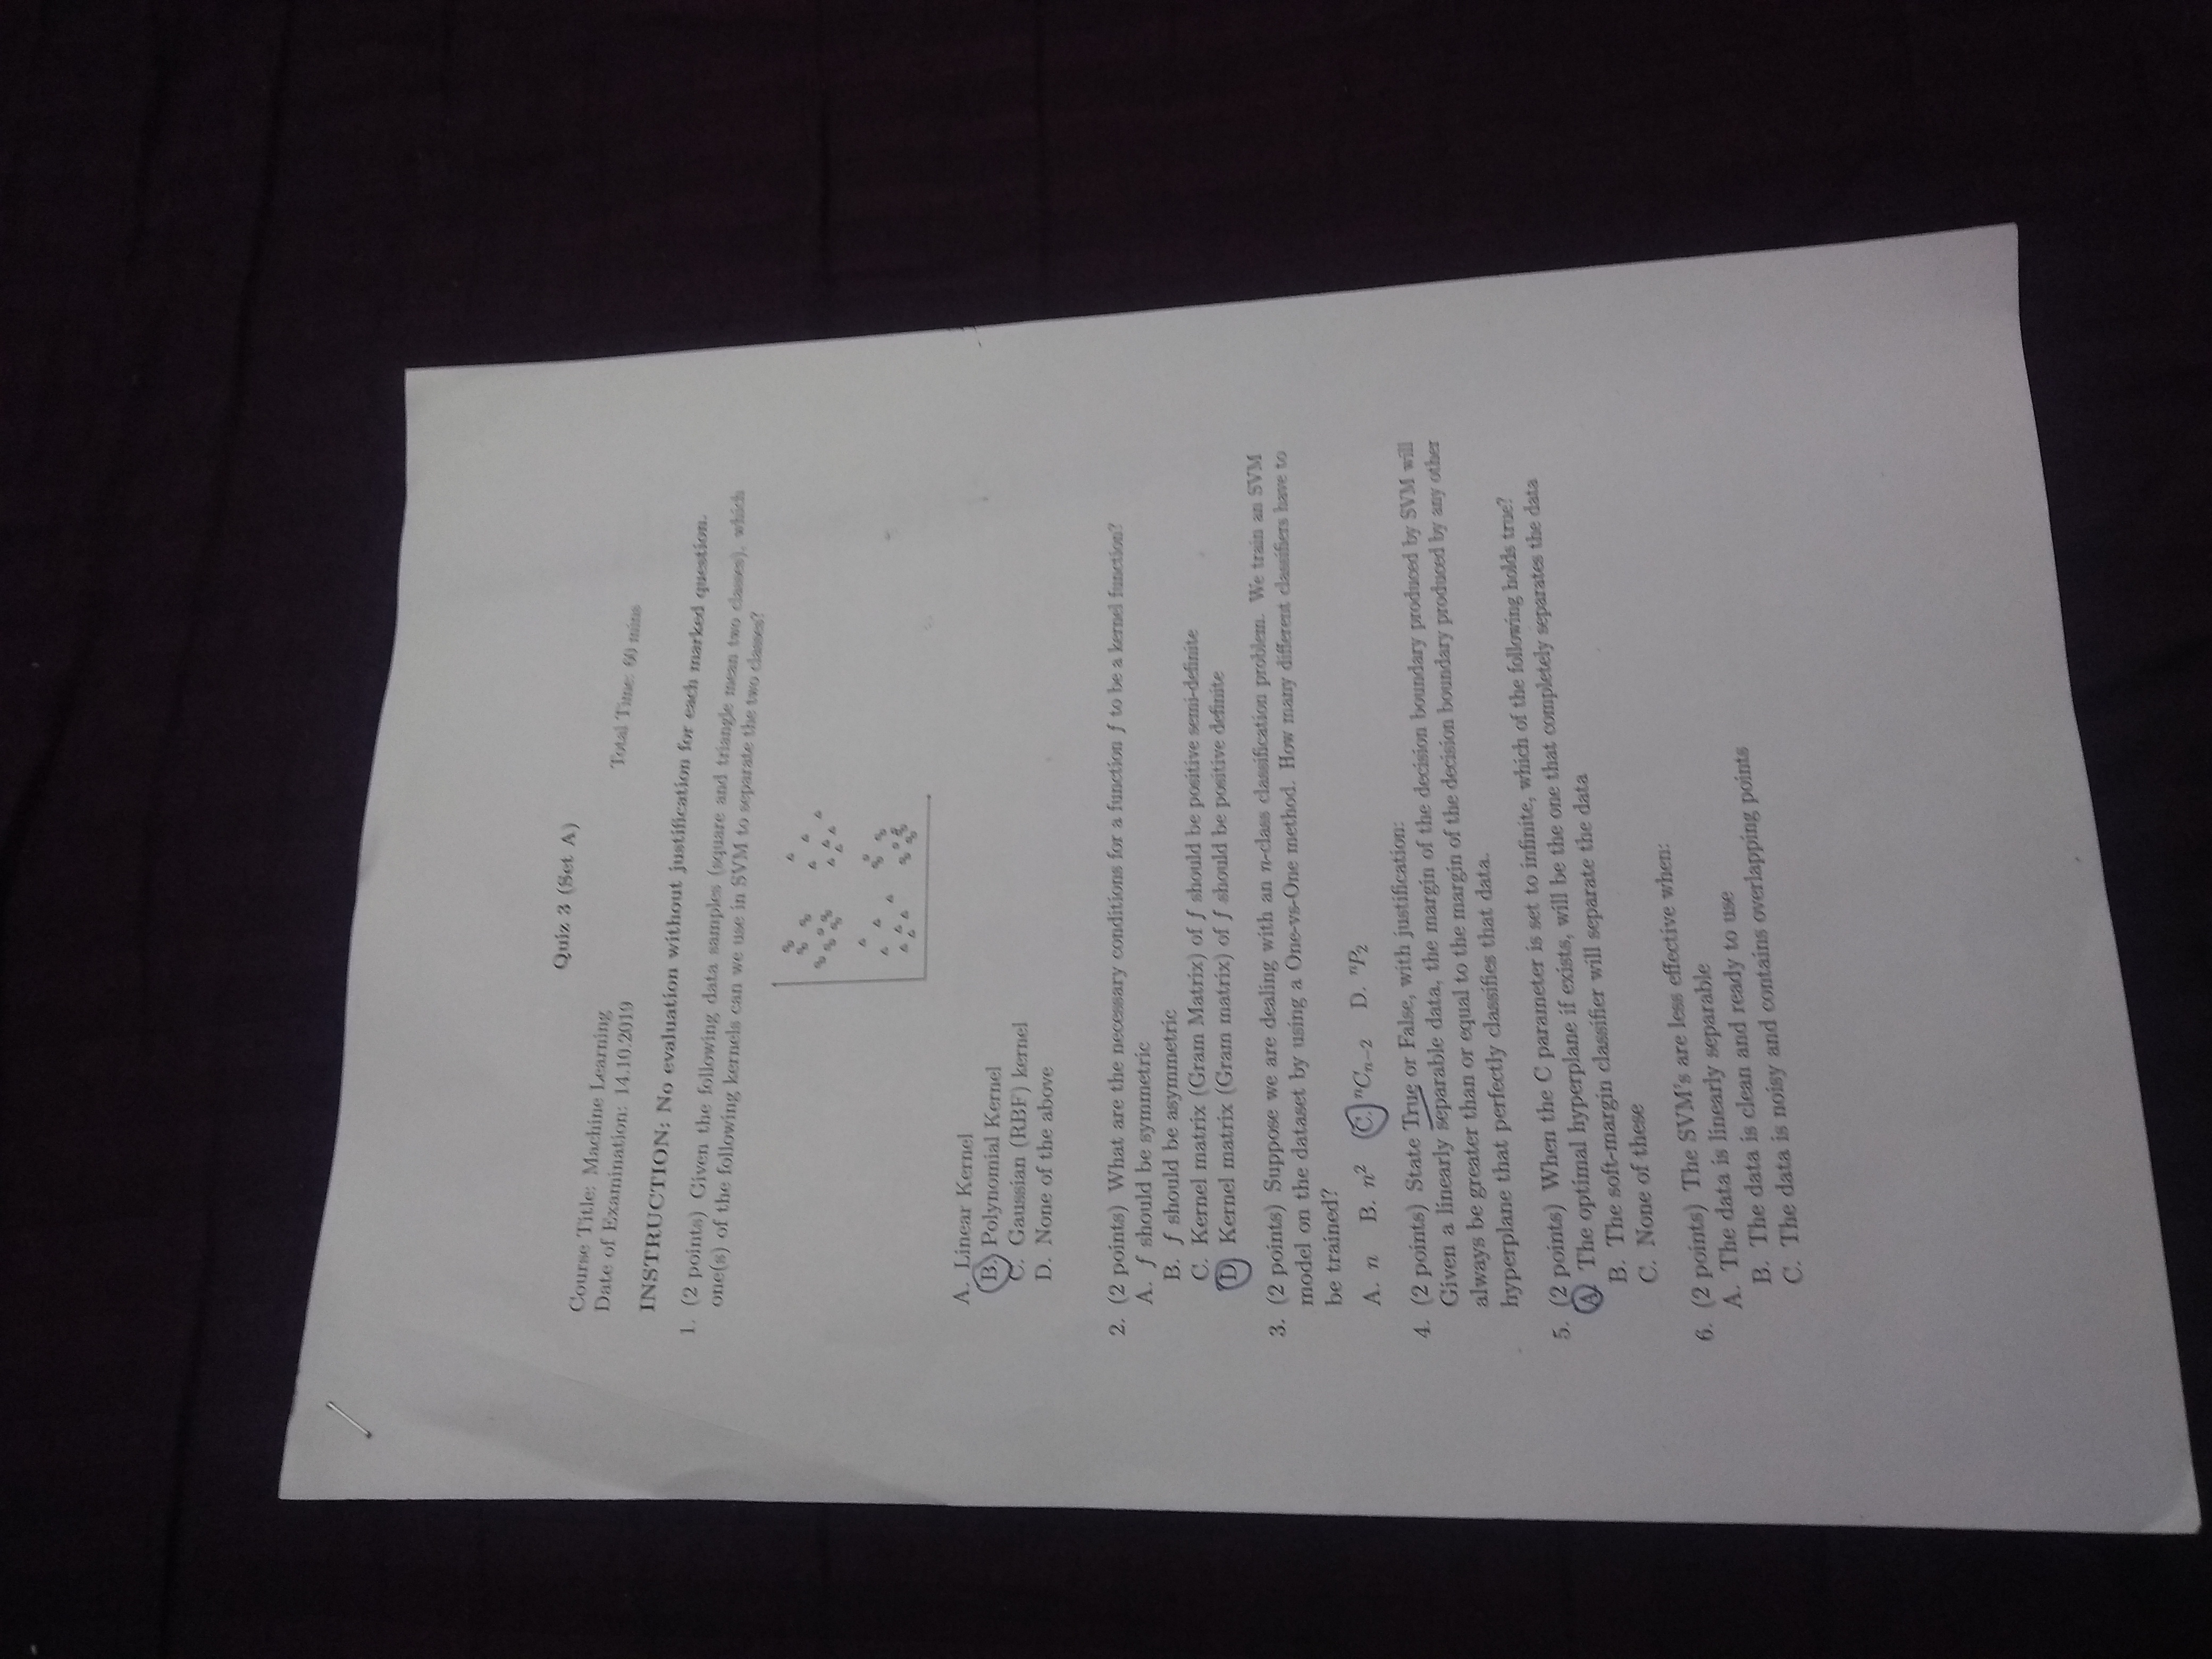 Quiz 3 (Set A)
Course Title: Machine Learning
Date of Examination: 14.10.2019
Total Time: 60 mins
INSTRUCTION: No evaluation without justification for each marked question.
1. (2 points) Given the following data samples (square and triangle mean two classes), which
one(s) of the following kernels can we use in SVM to separate the two classes?
A. Linear Kernel
B. Polynomial Kernel
C. Gaussian (RBF) kernel
D. None of the above
2. (2 points) What are the necessary conditions for a function f to be a kernel function?
A. f should be symmetric
B. f should be asymmetric
C. Kernel matrix (Gram Matrix) of f should be positive semi-definite
D. Kernel matrix (Gram matrix) of f should be positive definite
3. (2 points) Suppose we are dealing with an n-class classification problem. We train an SVM
model on the dataset by using a One-vs-One method. How many different classifiers have to
be trained?
A. n B. n² C. ⁿCₙ₋₂ D. ⁿP₂
4. (2 points) State True or False, with justification:
Given a linearly separable data, the margin of the decision boundary produced by SVM will
always be greater than or equal to the margin of the decision boundary produced by any other
hyperplane that perfectly classifies that data.
5. (2 points) When the C parameter is set to infinite, which of the following holds true?
A. The optimal hyperplane if exists, will be the one that completely separates the data
B. The soft-margin classifier will separate the data
C. None of these
6. (2 points) The SVM's are less effective when:
A. The data is linearly separable
B. The data is clean and ready to use
C. The data is noisy and contains overlapping points